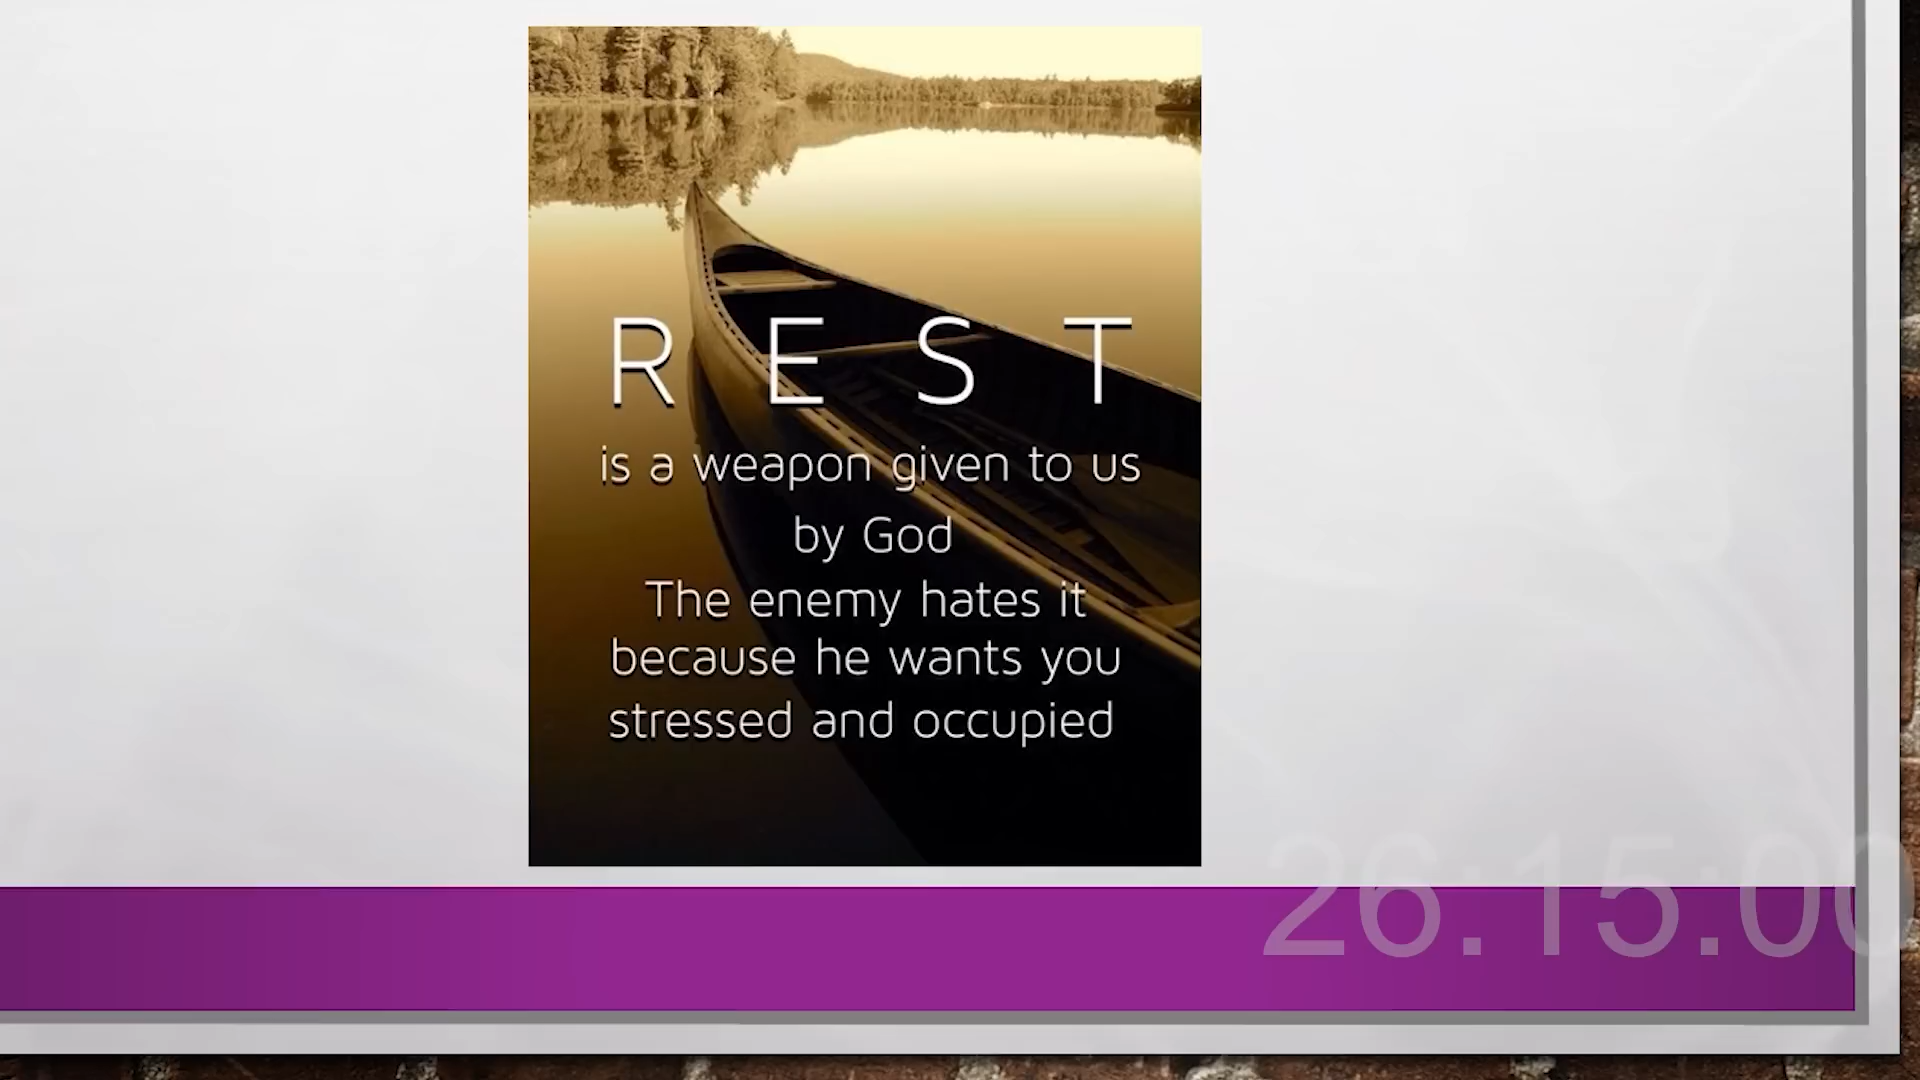 R E S T
is a weapon given to us
by God
The enemy hates it
because he wants you
stressed and occupied
26:15:00